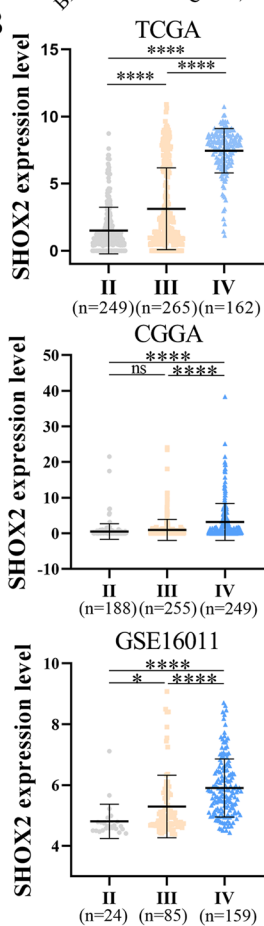 TCGA
SHOX2 expression level
15
10
5
0
****
****
****
II III IV
(n=249) (n=265) (n=162)
CGGA
SHOX2 expression level
50
40
30
20
10
0
-10
****
ns ****
II III IV
(n=188) (n=255) (n=249)
GSE16011
SHOX2 expression level
10
8
6
4
****
* ****
II III IV
(n=24) (n=85) (n=159)